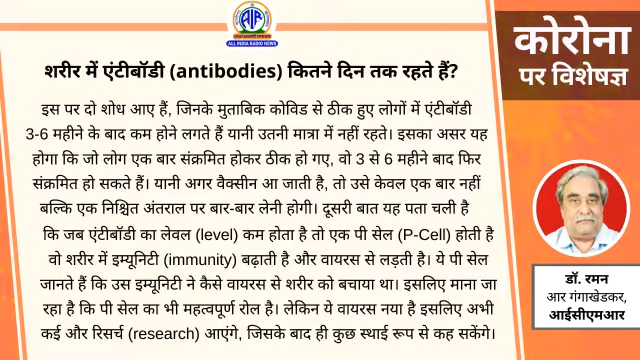 AIR
ALL INDIA RADIO NEWS
कोरोना
पर विशेषज्ञ
शरीर में एंटीबॉडी (antibodies) कितने दिन तक रहते हैं?
इस पर दो शोध आए हैं, जिनके मुताबिक कोविड से ठीक हुए लोगों में एंटीबॉडी
3-6 महीने के बाद कम होने लगते हैं यानी उतनी मात्रा में नहीं रहते। इसका असर यह
होगा कि जो लोग एक बार संक्रमित होकर ठीक हो गए, वो 3 से 6 महीने बाद फिर
संक्रमित हो सकते हैं। यानी अगर वैक्सीन आ जाती है, तो उसे केवल एक बार नहीं
बल्कि एक निश्चित अंतराल पर बार-बार लेनी होगी। दूसरी बात यह पता चली है
कि जब एंटीबॉडी का लेवल (level) कम होता है तो एक पी सेल (P-Cell) होती है
वो शरीर में इम्यूनिटी (immunity) बढ़ाती है और वायरस से लड़ती है। ये पी सेल
जानते हैं कि उस इम्यूनिटी ने कैसे वायरस से शरीर को बचाया था। इसलिए माना जा
रहा है कि पी सेल का भी महत्वपूर्ण रोल है। लेकिन ये वायरस नया है इसलिए अभी
कई और रिसर्च (research) आएंगे, जिसके बाद ही कुछ स्थाई रूप से कह सकेंगे।
डॉ. रमन
आर गंगाखेडकर,
आईसीएमआर